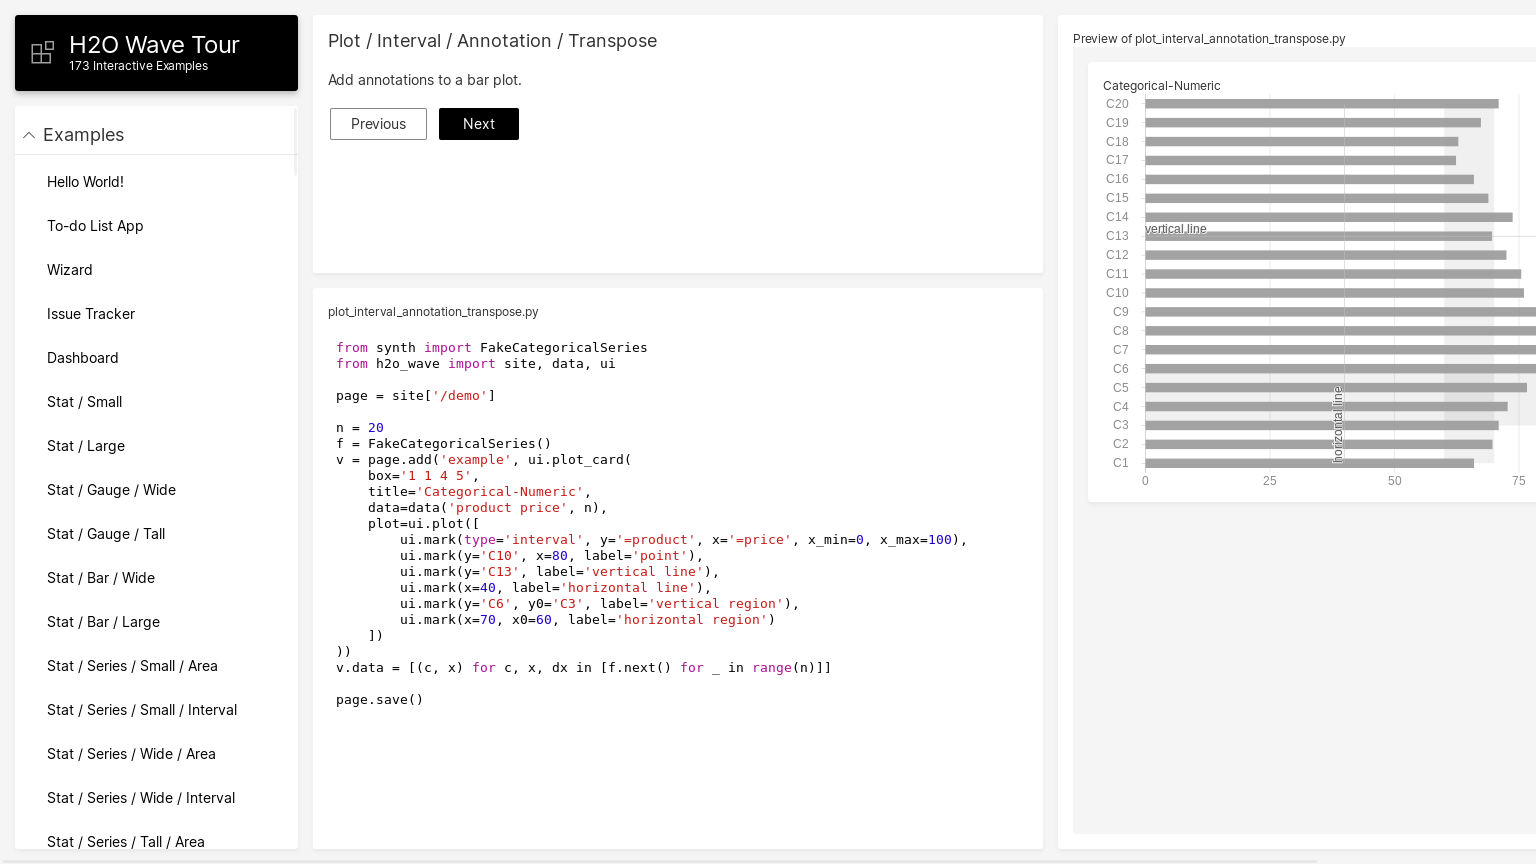 H2O Wave Tour
173 Interactive Examples
Examples
Hello World!
To-do List App
Wizard
Issue Tracker
Dashboard
Stat / Small
Stat / Large
Stat / Gauge / Wide
Stat / Gauge / Tall
Stat / Bar / Wide
Stat / Bar / Large
Stat / Series / Small / Area
Stat / Series / Small / Interval
Stat / Series / Wide / Area
Stat / Series / Wide / Interval
Stat / Series / Tall / Area
Plot / Interval / Annotation / Transpose
Add annotations to a bar plot.
Previous
Next
plot_interval_annotation_transpose.py
from synth import FakeCategoricalSeries
from h2o_wave import site, data, ui
page = site['/demo']
n = 20
f = FakeCategoricalSeries()
v = page.add('example', ui.plot_card(
    box='1 1 4 5',
    title='Categorical-Numeric',
    data=data('product price', n),
    plot=ui.plot([
        ui.mark(type='interval', y='=product', x='=price', x_min=0, x_max=100),
        ui.mark(y='C10', x=80, label='point'),
        ui.mark(y='C13', label='vertical line'),
        ui.mark(x=40, label='horizontal line'),
        ui.mark(y='C6', y0='C3', label='vertical region'),
        ui.mark(x=70, x0=60, label='horizontal region')
    ])
))
v.data = [(c, x) for c, x, dx in [f.next() for _ in range(n)]]
page.save()
Preview of plot_interval_annotation_transpose.py
Categorical-Numeric
C20
C19
C18
C17
C16
C15
C14
vertical line
C13
C12
C11
C10
C9
C8
C7
C6
C5
C4
C3
C2
C1
horizontal line
0
25
50
75